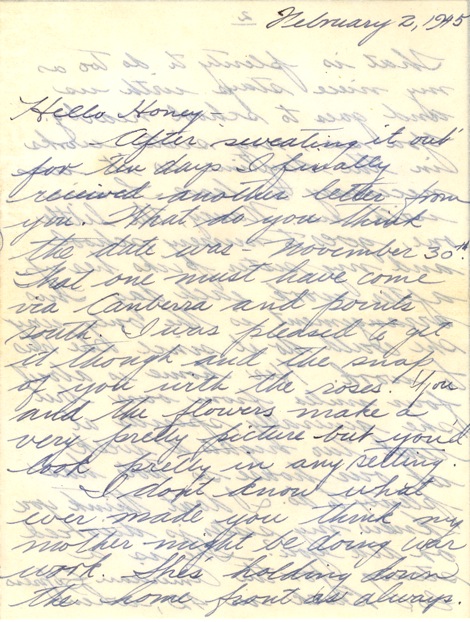 2
February 2, 1945
Hello Honey -
After "sweating it out"
for ten days I finally
received another letter from
you. What do you think
the date was - November 30th
That one must have come
via Canberra and points
south. I was pleased to get
it though and the snap
of you with the roses. You
and the flowers make a
very pretty picture but you'd
look pretty in any setting.
I don't know what
ever made you think my
mother might be doing war
work. She's holding down
the home front as always.